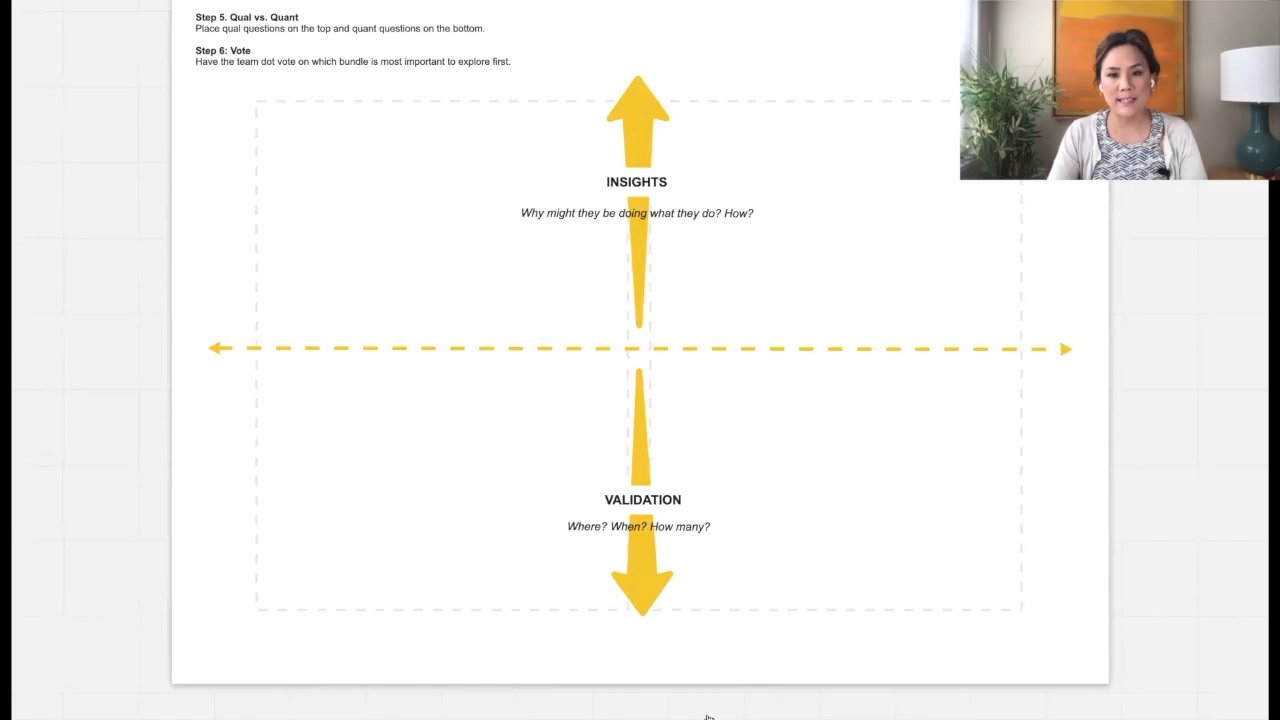 Step 5. Qual vs. Quant
Place qual questions on the top and quant questions on the bottom.
Step 6: Vote
Have the team dot vote on which bundle is most important to explore first.
INSIGHTS
Why might they be doing what they do? How?
VALIDATION
Where? When? How many?